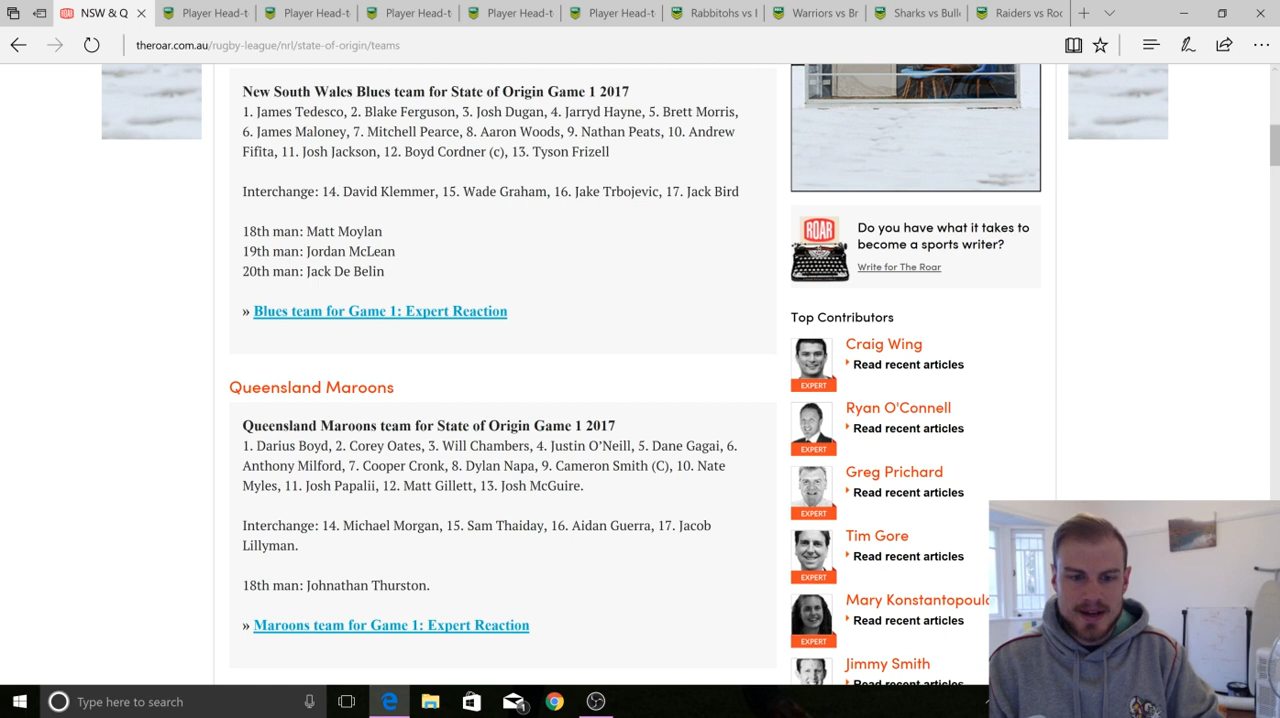 NSW & Q
[Rec
Player
Player
Player
Player
Player
Player
Rabbitoh
Rabbitohs vs
Raiders vs Roo
theroar.com.au/rugby-league/nrl/state-of-origin/teams
New South Wales Blues team for State of Origin Game 1 2017
1. James Tedesco, 2. Blake Ferguson, 3. Josh Dugan, 4. Jarryd Hayne, 5. Brett Morris,
6. James Maloney, 7. Mitchell Pearce, 8. Aaron Woods, 9. Nathan Peats, 10. Andrew
Fifita, 11. Josh Jackson, 12. Boyd Cordner (c), 13. Tyson Frizell
Interchange: 14. David Klemmer, 15. Wade Graham, 16. Jake Trbojevic, 17. Jack Bird
18th man: Matt Moylan
19th man: Jordan McLean
20th man: Jack De Belin
» Blues team for Game 1: Expert Reaction
Queensland Maroons
Queensland Maroons team for State of Origin Game 1 2017
1. Darius Boyd, 2. Corey Oates, 3. Will Chambers, 4. Justin O’Neill, 5. Dane Gagai, 6.
Anthony Milford, 7. Cooper Cronk, 8. Dylan Napa, 9. Cameron Smith (C), 10. Nate
Myles, 11. Josh Papalii, 12. Matt Gillett, 13. Josh McGuire.
Interchange: 14. Michael Morgan, 15. Sam Thaiday, 16. Aidan Guerra, 17. Jacob
Lillyman.
18th man: Johnathan Thurston.
» Maroons team for Game 1: Expert Reaction
ROAR
Do you have what it takes to
become a sports writer?
Write for The Roar
Top Contributors
Craig Wing
Read recent articles
EXPERT
Ryan O'Connell
Read recent articles
EXPERT
Greg Prichard
Read recent articles
EXPERT
Tim Gore
Read recent articles
EXPERT
Mary Konstantopoulo
Read recent articles
EXPERT
Jimmy Smith
Read recent articles
Type here to search